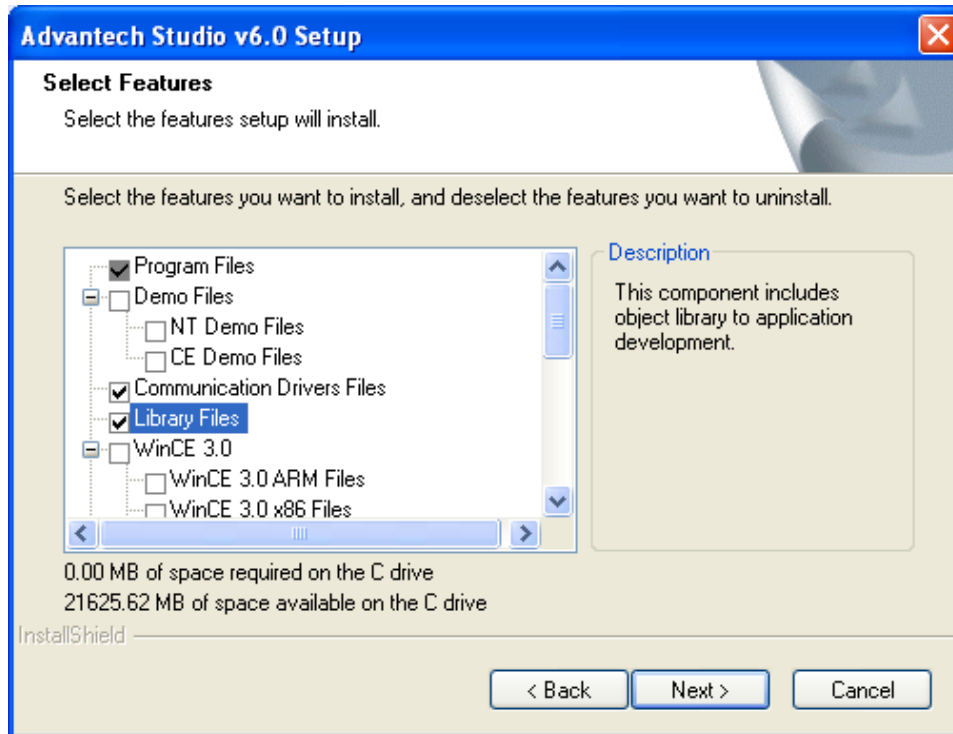 Advantech Studio v6.0 Setup
Select Features
Select the features setup will install.
Select the features you want to install, and deselect the features you want to uninstall.
Program Files
Demo Files
NT Demo Files
CE Demo Files
Communication Drivers Files
Library Files
WinCE 3.0
WinCE 3.0 ARM Files
WinCE 3.0 x86 Files
Description
This component includes
object library to application
development.
0.00 MB of space required on the C drive
21625.62 MB of space available on the C drive
InstallShield
< Back Next > Cancel